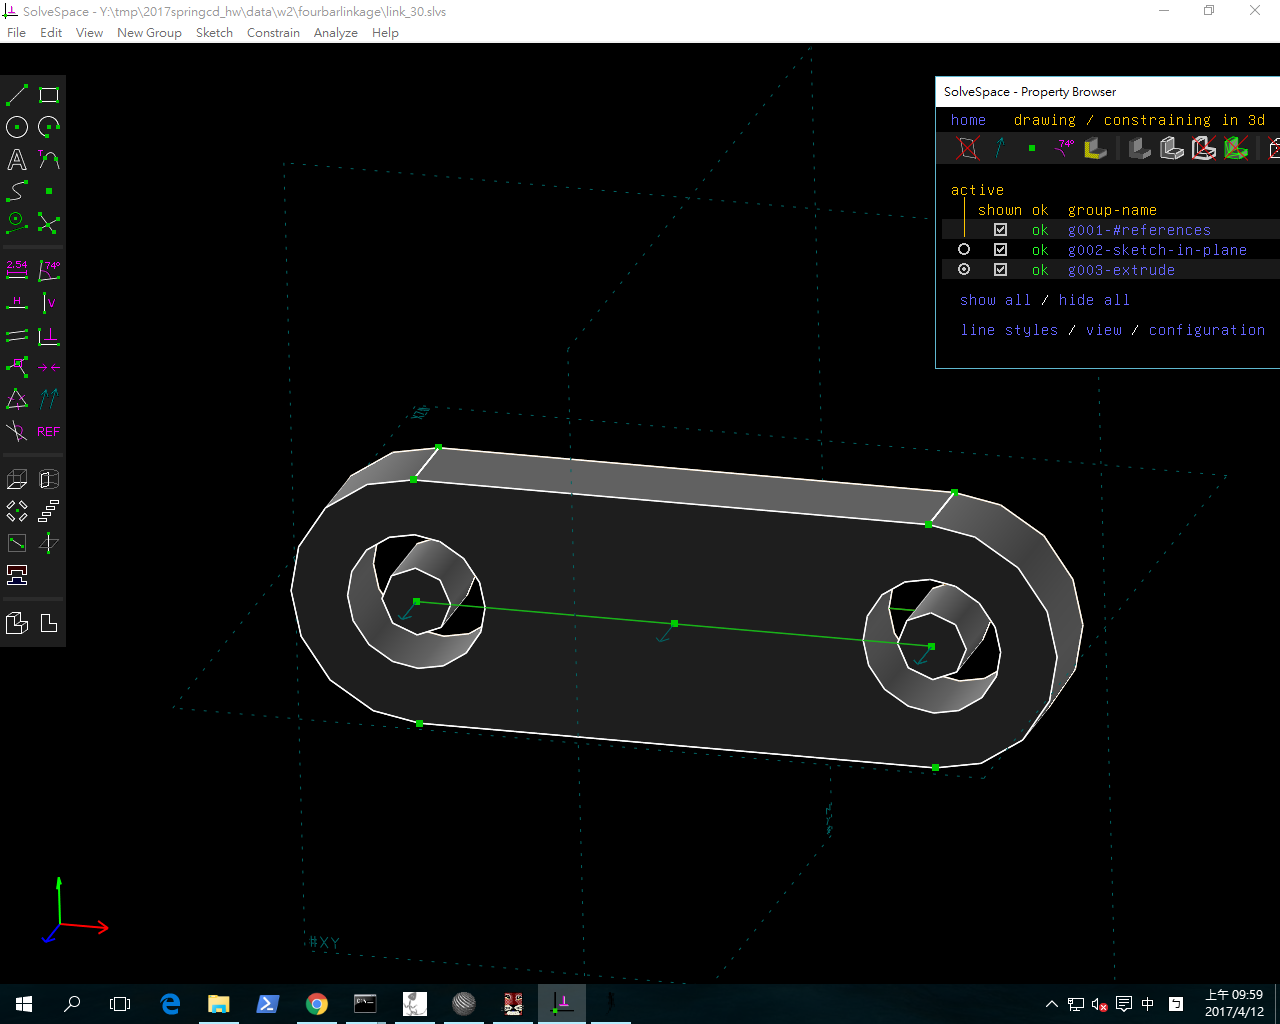 SolveSpace - Y:\tmp\2017springcd_hw\data\w2\fourbarlinkage\link_30.slvs
File Edit View New Group Sketch Constrain Analyze Help
SolveSpace - Property Browser
home drawing / constraining in 3d
74°
active
shown ok group-name
ok g001-#references
ok g002-sketch-in-plane
ok g003-extrude
show all / hide all
line styles / view / configuration
A T
2.54 74°
H V
REF
#XY
中
上午 09:59
2017/4/12